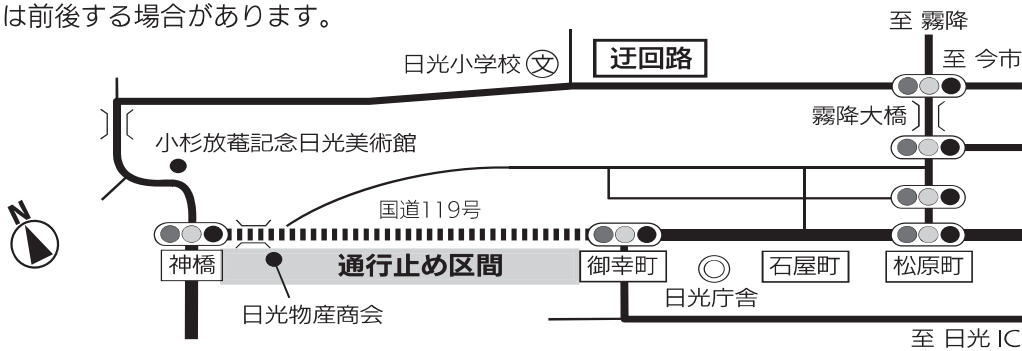 は前後する場合があります。
至 霧降
日光小学校 文
迂回路
至 今市
霧降大橋
小杉放菴記念日光美術館
N
国道119号
神橋
通行止め区間
御幸町
石屋町
松原町
日光庁舎
日光物産商会
至 日光 IC